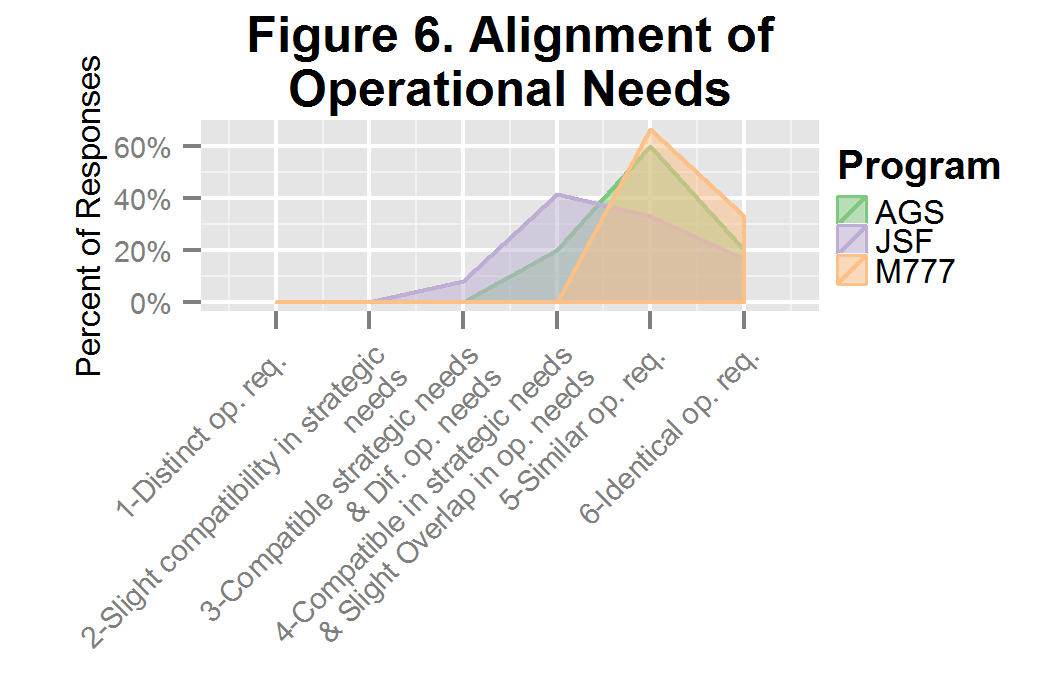 Figure 6. Alignment of
Operational Needs
Percent of Responses
60%
40%
20%
0%
1-Distinct op. req.
2-Slight compatibility in strategic
needs
3-Compatible strategic needs
& Dif. op. needs
4-Compatible in strategic needs
& Slight Overlap in op. needs
5-Similar op. req.
6-Identical op. req.
Program
AGS
JSF
M777